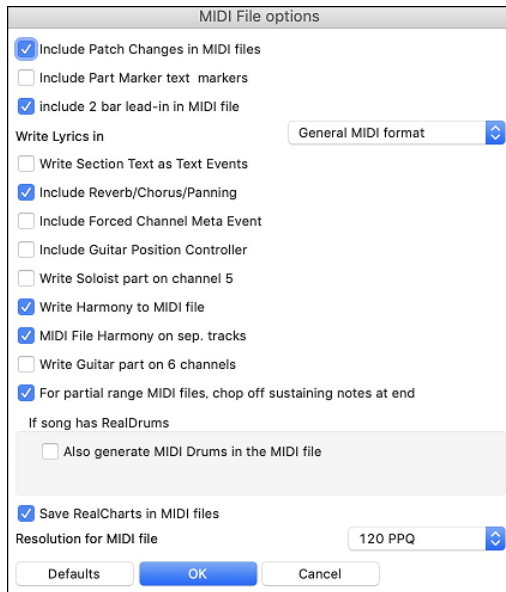 MIDI File options
Include Patch Changes in MIDI files
Include Part Marker text markers
include 2 bar lead-in in MIDI file
Write Lyrics in General MIDI format
Write Section Text as Text Events
Include Reverb/Chorus/Panning
Include Forced Channel Meta Event
Include Guitar Position Controller
Write Soloist part on channel 5
Write Harmony to MIDI file
MIDI File Harmony on sep. tracks
Write Guitar part on 6 channels
For partial range MIDI files, chop off sustaining notes at end
If song has RealDrums
Also generate MIDI Drums in the MIDI file
Save RealCharts in MIDI files
Resolution for MIDI file 120 PPQ
Defaults OK Cancel